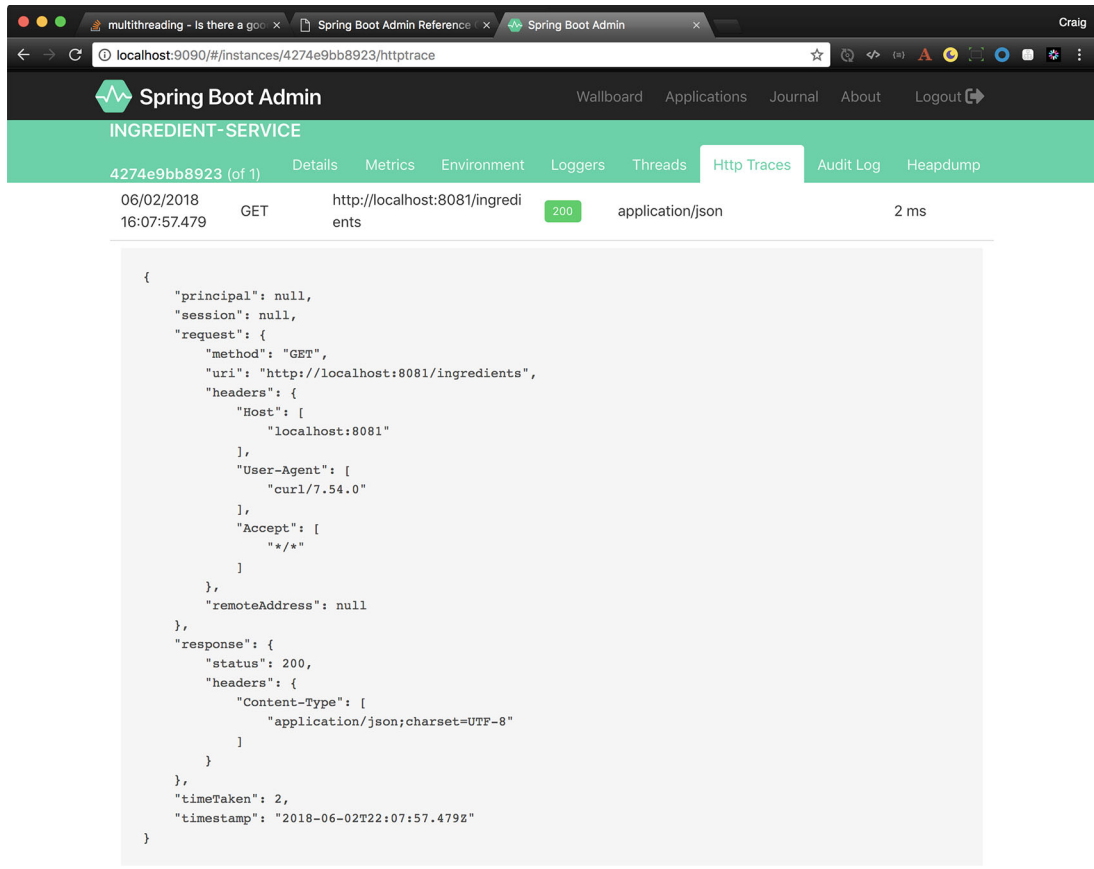 multithreading - Is there a goo
Spring Boot Admin Reference
Spring Boot Admin
Craig
localhost:9090/#/instances/4274e9bb8923/httptrace
Spring Boot Admin
Wallboard Applications Journal About Logout
INGREDIENT-SERVICE
4274e9bb8923 (of 1) Details Metrics Environment Loggers Threads Http Traces Audit Log Heapdump
06/02/2018
16:07:57.479
GET
http://localhost:8081/ingredi
ents
200
application/json
2 ms
{
    "principal": null,
    "session": null,
    "request": {
        "method": "GET",
        "uri": "http://localhost:8081/ingredients",
        "headers": {
            "Host": [
                "localhost:8081"
            ],
            "User-Agent": [
                "curl/7.54.0"
            ],
            "Accept": [
                "*/*"
            ]
        },
        "remoteAddress": null
    },
    "response": {
        "status": 200,
        "headers": {
            "Content-Type": [
                "application/json;charset=UTF-8"
            ]
        }
    },
    "timeTaken": 2,
    "timestamp": "2018-06-02T22:07:57.479Z"
}